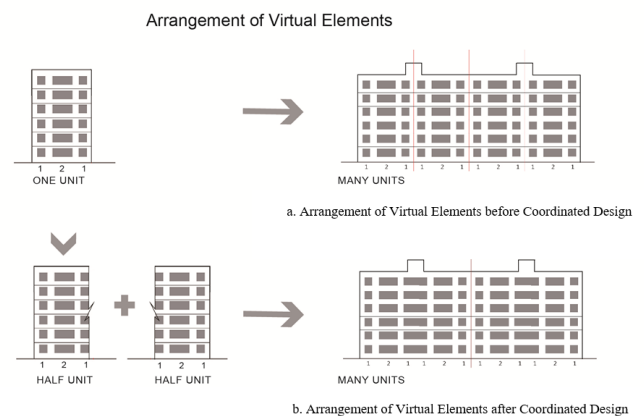 Arrangement of Virtual Elements
1 2 1
ONE UNIT
1 2 1 1 2 1 1 2 1 1 2 1
MANY UNITS
a. Arrangement of Virtual Elements before Coordinated Design
1 2 1
HALF UNIT
1 2 1
HALF UNIT
1 2 1 1 2 1 1 2 1 1 2 1
MANY UNITS
b. Arrangement of Virtual Elements after Coordinated Design